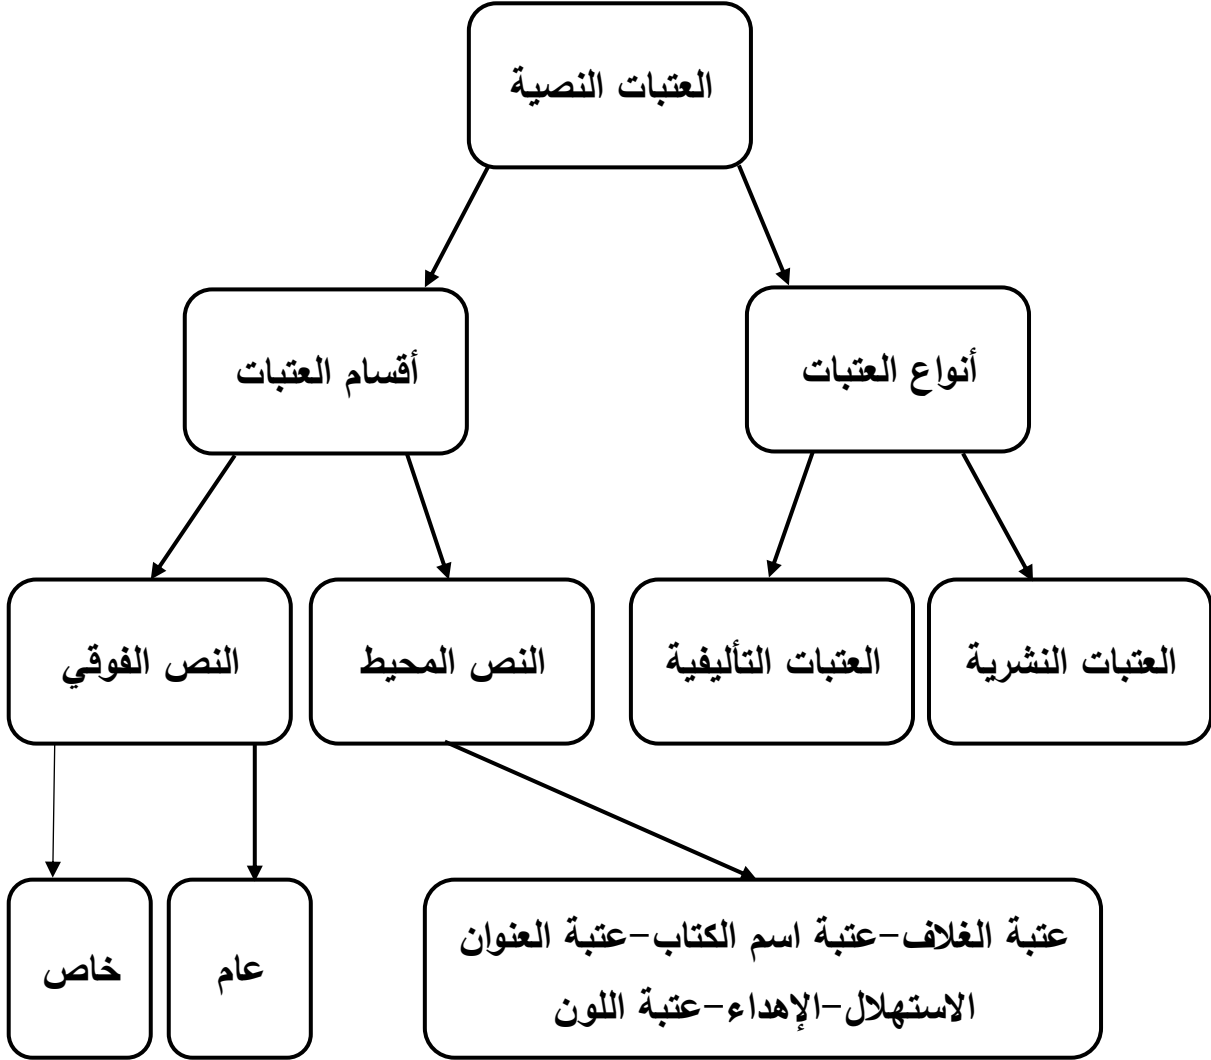 العتبات النصية
أنواع العتبات
أقسام العتبات
العتبات النشرية
العتبات التأليفية
النص المحيط
النص الفوقي
عتبة الغلاف-عتبة اسم الكتاب-عتبة العنوان
الاستهلال-الإهداء-عتبة اللون
عام
خاص